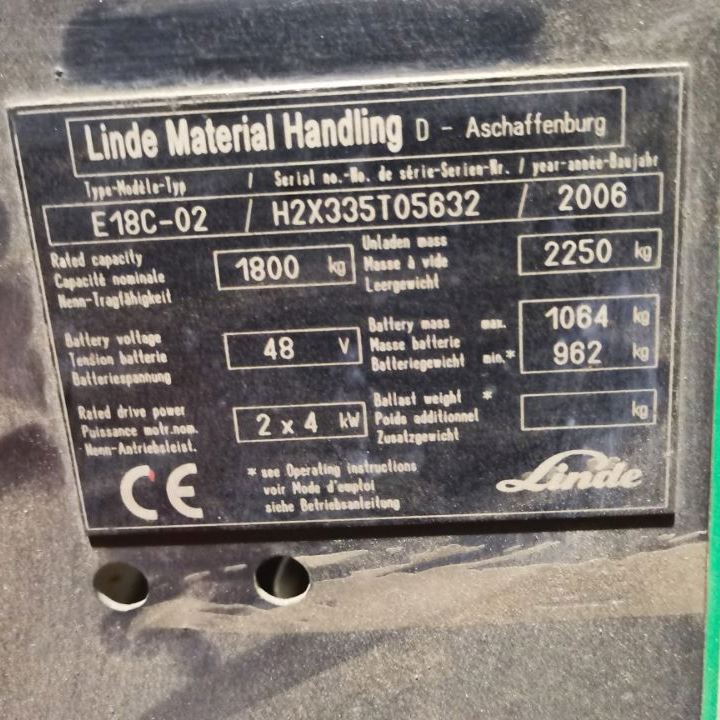 Linde Material Handling D - Aschaffenburg
Type-Modèle-Typ / Serial no.-No. de série-Serien-Nr. / year-année-Baujahr
E18C-02 / H2X335T05632 / 2006
Rated capacity
Capacité nominale
Nenn-Tragfähigkeit
1800 kg
Unladen mass
Masse à vide
Leergewicht
2250 kg
Battery voltage
Tension batterie
Batteriespannung
48 V
Battery mass max. 1064 kg
Masse batterie
Batteriegewicht min.* 962 kg
Rated drive power
Puissance motr.nom.
Nenn-Antriebsleist.
2 x 4 kW
Ballast weight *
Poids additionnel
Zusatzgewicht
kg
CE
* see Operating instructions
voir Mode d'emploi
siehe Betriebsanleitung
Linde